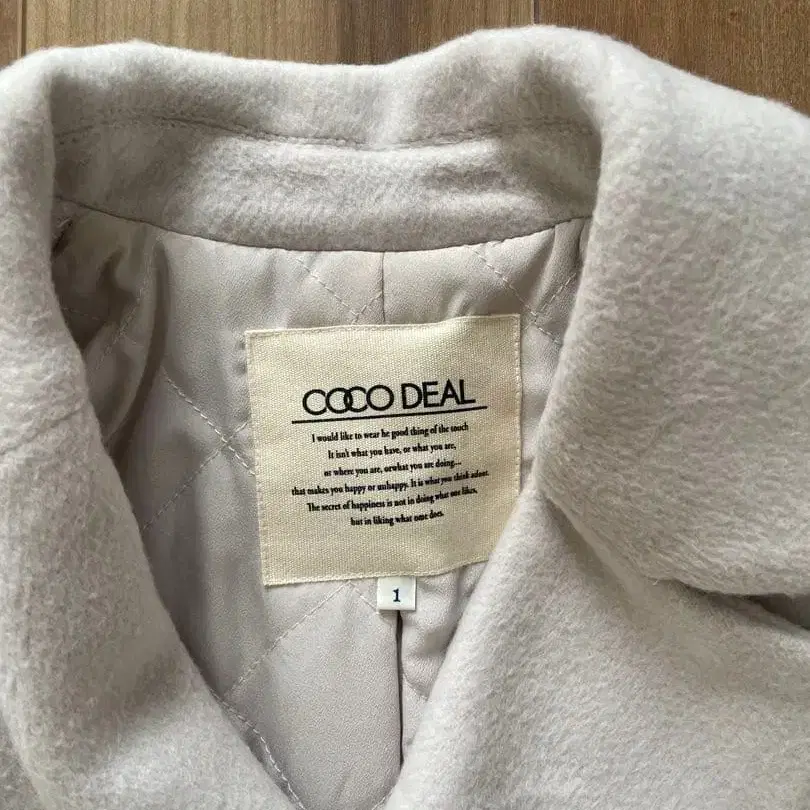 COCO DEAL
I would like to wear he good thing of the touch
It isn't what you have, or what you are,
or where you are, orwhat you are doing...
that makes you happy or unhappy. It is what you think adout.
The secret of happiness is not in doing what one likes,
but in liking what one does.
1